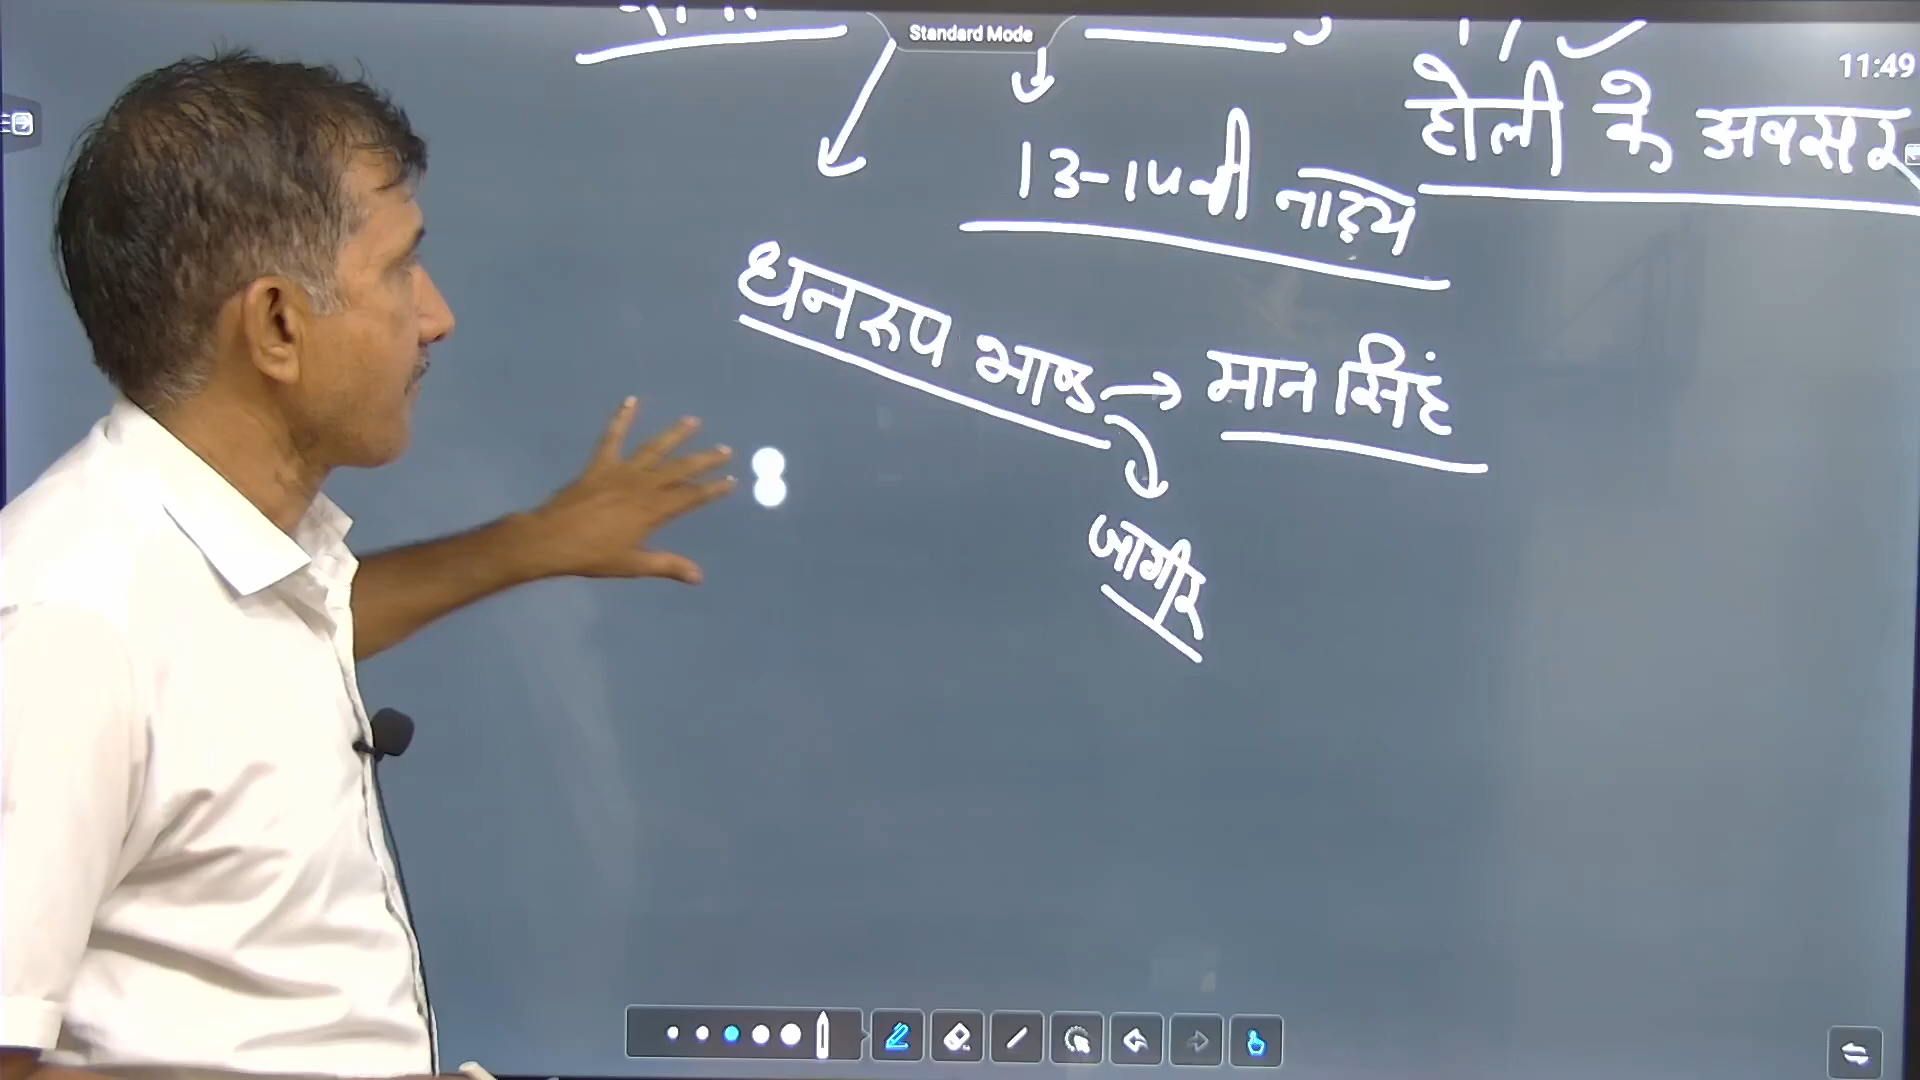 Standard Mode
11:49
होली के अवसर
13-14वी नाट्य
धनरूप भाण्ड → मान सिंह
जागीर